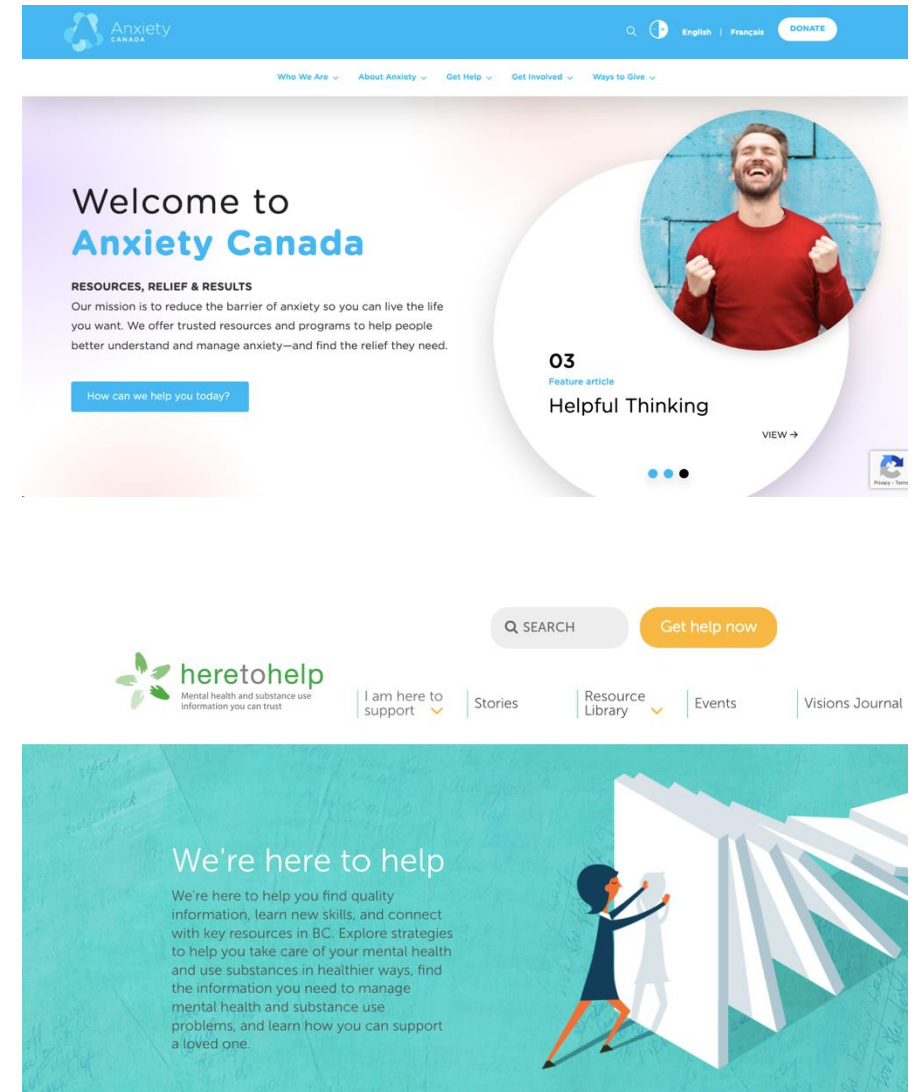 Anxiety
CANADA
English | Français
DONATE
Who We Are
About Anxiety
Get Help
Get Involved
Ways to Give
Welcome to
Anxiety Canada
RESOURCES, RELIEF & RESULTS
Our mission is to reduce the barrier of anxiety so you can live the life
you want. We offer trusted resources and programs to help people
better understand and manage anxiety—and find the relief they need.
How can we help you today?
03
Feature article
Helpful Thinking
VIEW →
Privacy - Terms
SEARCH
Get help now
heretohelp
Mental health and substance use
information you can trust
I am here to
support
Stories
Resource
Library
Events
Visions Journal
We're here to help
We're here to help you find quality
information, learn new skills, and connect
with key resources in BC. Explore strategies
to help you take care of your mental health
and use substances in healthier ways, find
the information you need to manage
mental health and substance use
problems, and learn how you can support
a loved one.